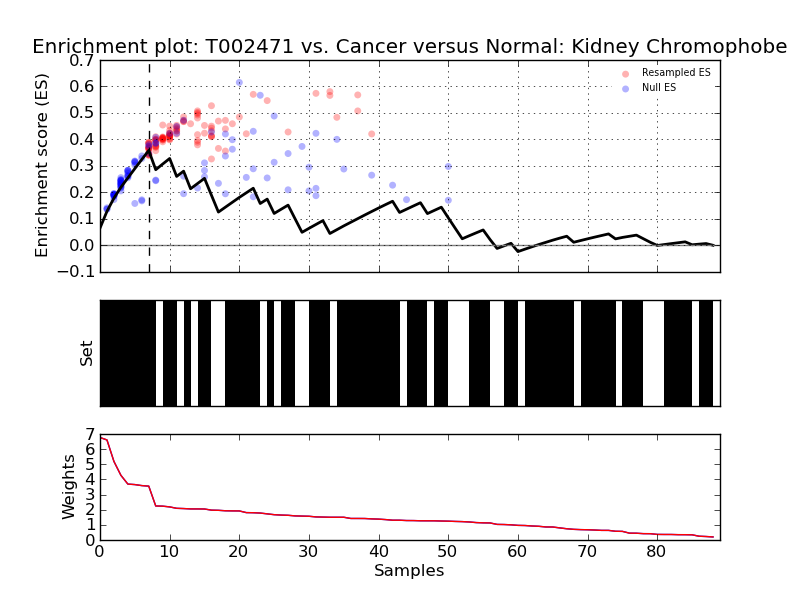 Enrichment plot: T002471 vs. Cancer versus Normal: Kidney Chromophobe
0.7
0.6
0.5
0.4
0.3
0.2
0.1
0.0
−0.1
Enrichment score (ES)
Resampled ES
Null ES
Set
7
6
5
4
3
2
1
0
Weights
0 10 20 30 40 50 60 70 80
Samples